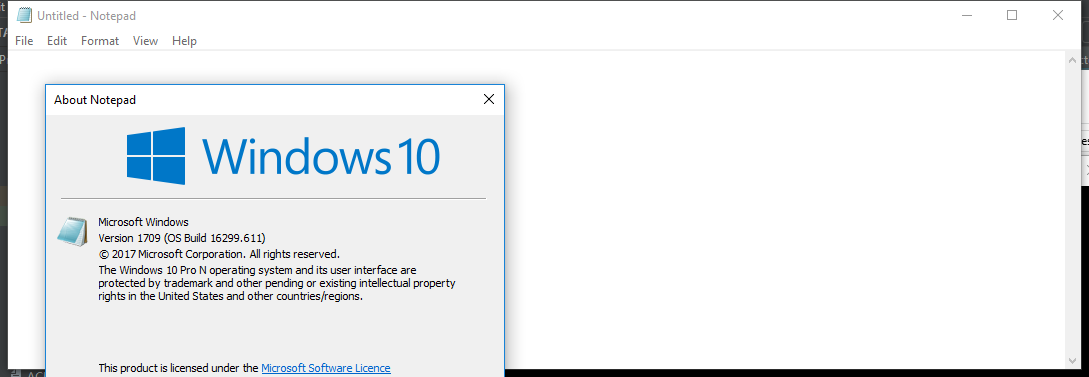 Untitled - Notepad
File Edit Format View Help
About Notepad
Windows 10
Microsoft Windows
Version 1709 (OS Build 16299.611)
© 2017 Microsoft Corporation. All rights reserved.
The Windows 10 Pro N operating system and its user interface are
protected by trademark and other pending or existing intellectual property
rights in the United States and other countries/regions.
This product is licensed under the Microsoft Software Licence